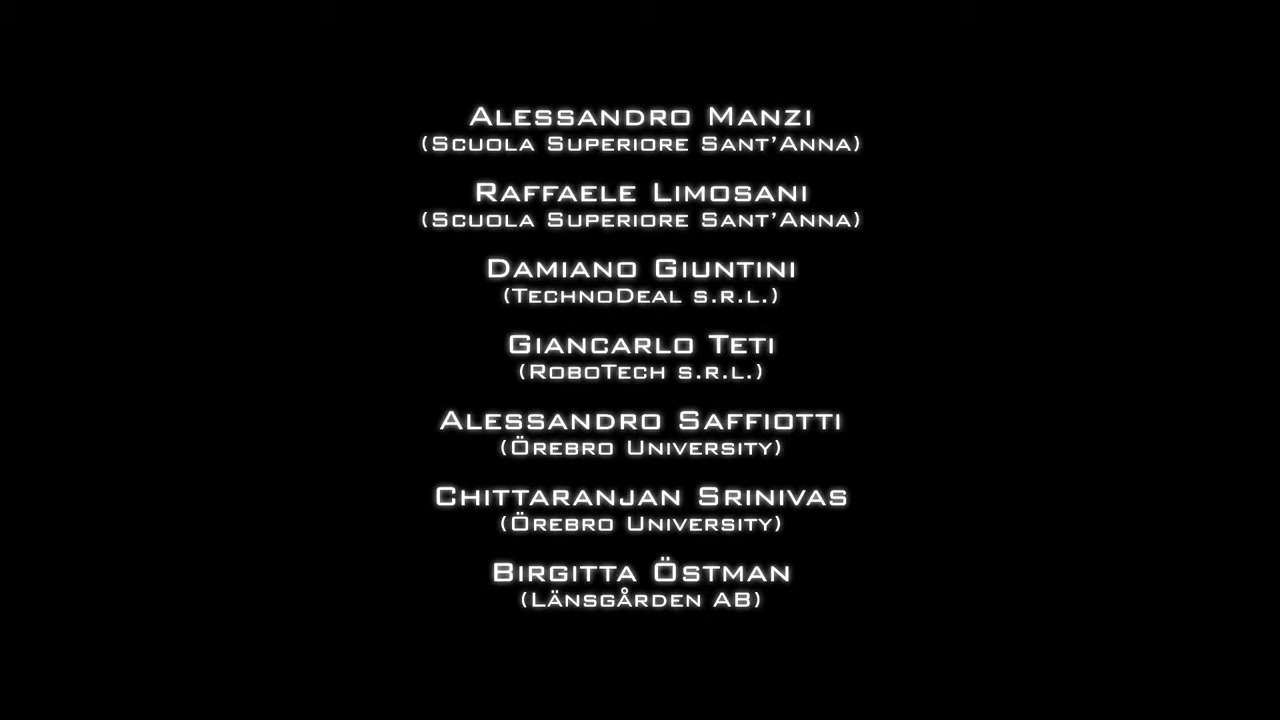 Alessandro Manzi
(Scuola Superiore Sant'Anna)
Raffaele Limosani
(Scuola Superiore Sant'Anna)
Damiano Giuntini
(TechnoDeal s.r.l.)
Giancarlo Teti
(RoboTech s.r.l.)
Alessandro Saffiotti
(Örebro University)
Chittaranjan Srinivas
(Örebro University)
Birgitta Östman
(Länsgården AB)